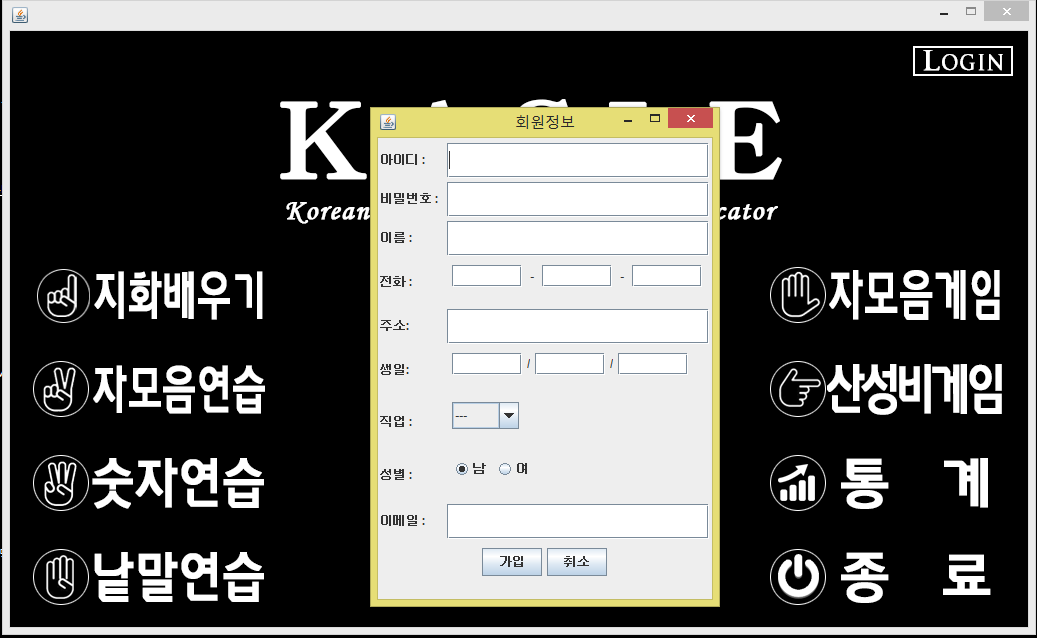 LOGIN
K
E
Korean
cator
지화배우기
자모음연습
숫자연습
낱말연습
회원정보
아이디 :
비밀번호 :
이름 :
전화 : - -
주소:
생일: / /
직업 : ---
성별 : 남 여
이메일 :
가입 취소
자모음게임
산성비게임
통 계
종 료